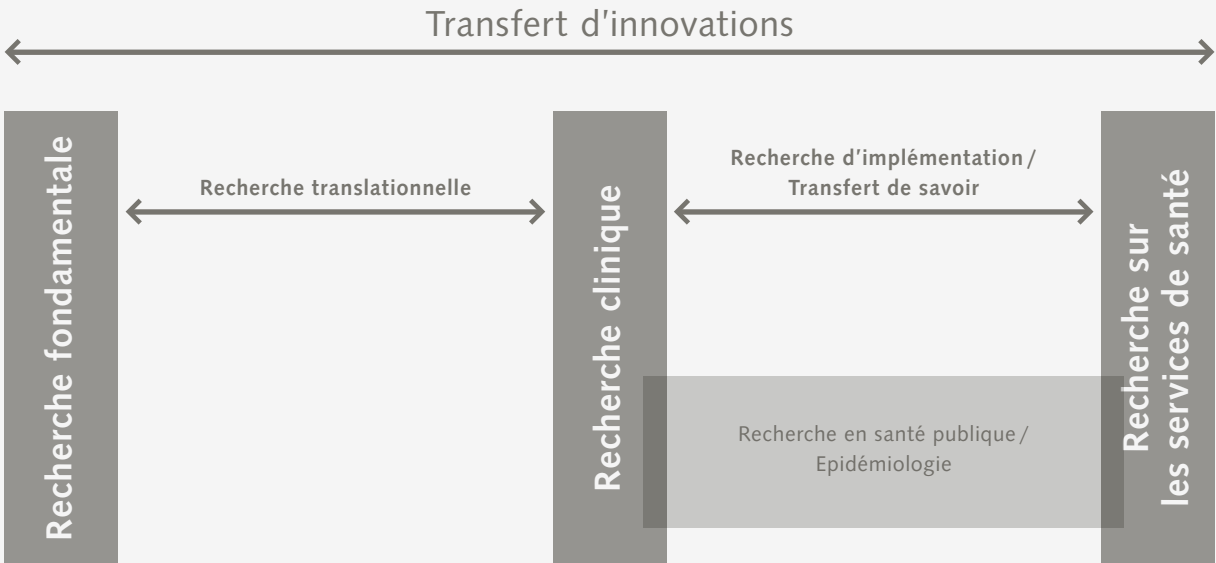 Transfert d'innovations
Recherche fondamentale
Recherche translationnelle
Recherche clinique
Recherche d'implémentation /
Transfert de savoir
Recherche en santé publique /
Epidémiologie
Recherche sur
les services de santé